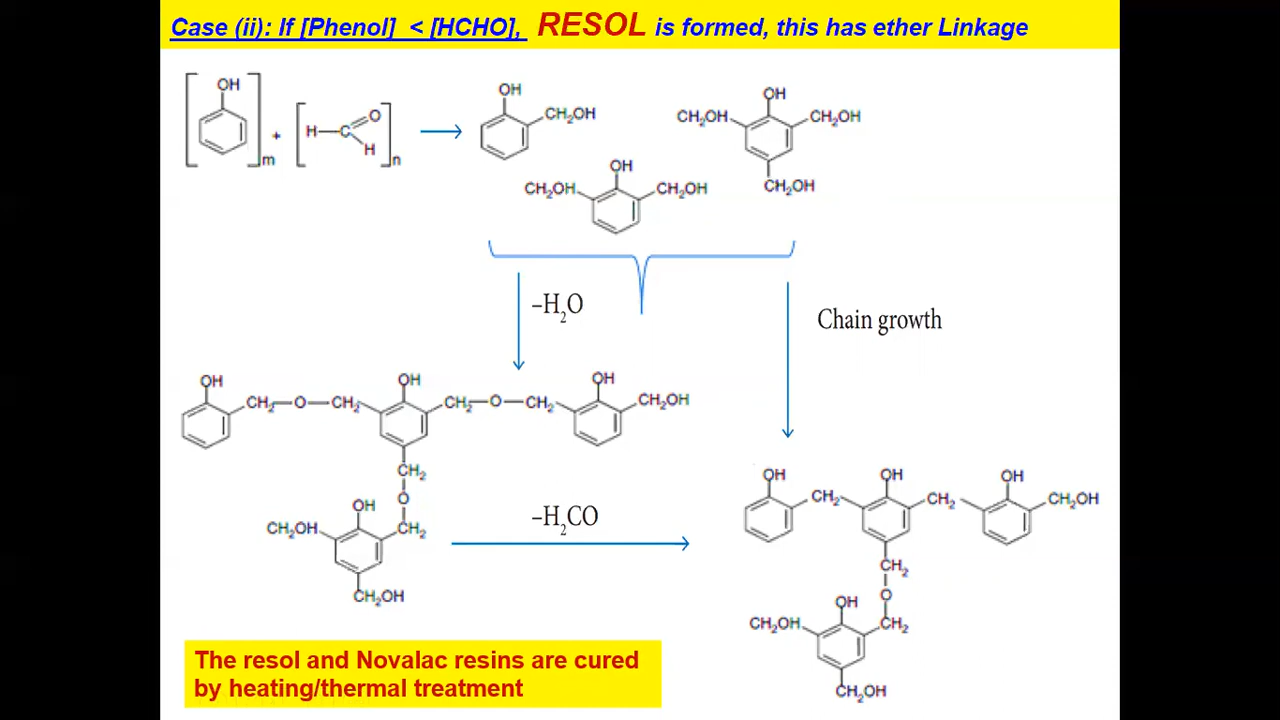 Case (ii): If [Phenol] < [HCHO], RESOL is formed, this has ether Linkage
OH
m
+
H C O
H
n
OH
CH₂OH
OH
CH₂OH
CH₂OH
CH₂OH
OH
CH₂OH
CH₂OH
–H₂O
Chain growth
OH
CH₂—O—CH₂
OH
CH₂—O—CH₂
OH
CH₂OH
CH₂
O
CH₂
OH
CH₂OH
CH₂OH
–H₂CO
OH
CH₂
OH
CH₂
OH
CH₂OH
CH₂
O
CH₂
OH
CH₂OH
CH₂OH
The resol and Novalac resins are cured
by heating/thermal treatment